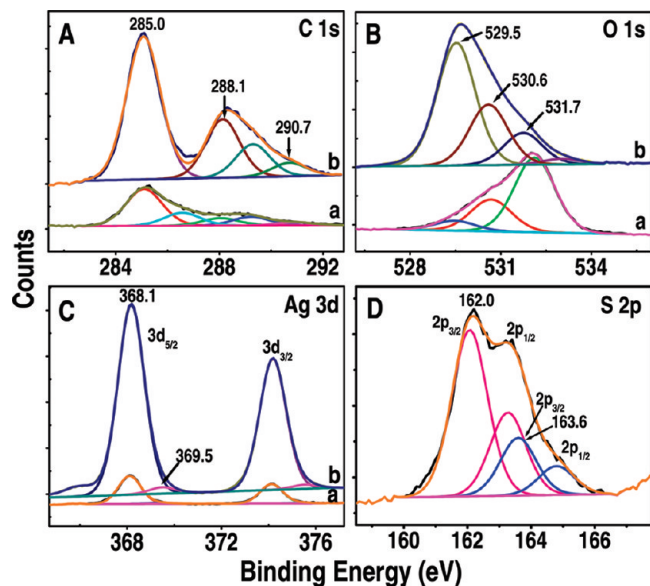 A
C 1s
285.0
288.1
290.7
b
a
284 288 292
B
O 1s
529.5
530.6
531.7
b
a
528 531 534
Counts
C
Ag 3d
368.1
3d5/2
3d3/2
369.5
b
a
368 372 376
D
S 2p
162.0
2p3/2
2p1/2
2p3/2
163.6
2p1/2
160 162 164 166
Binding Energy (eV)